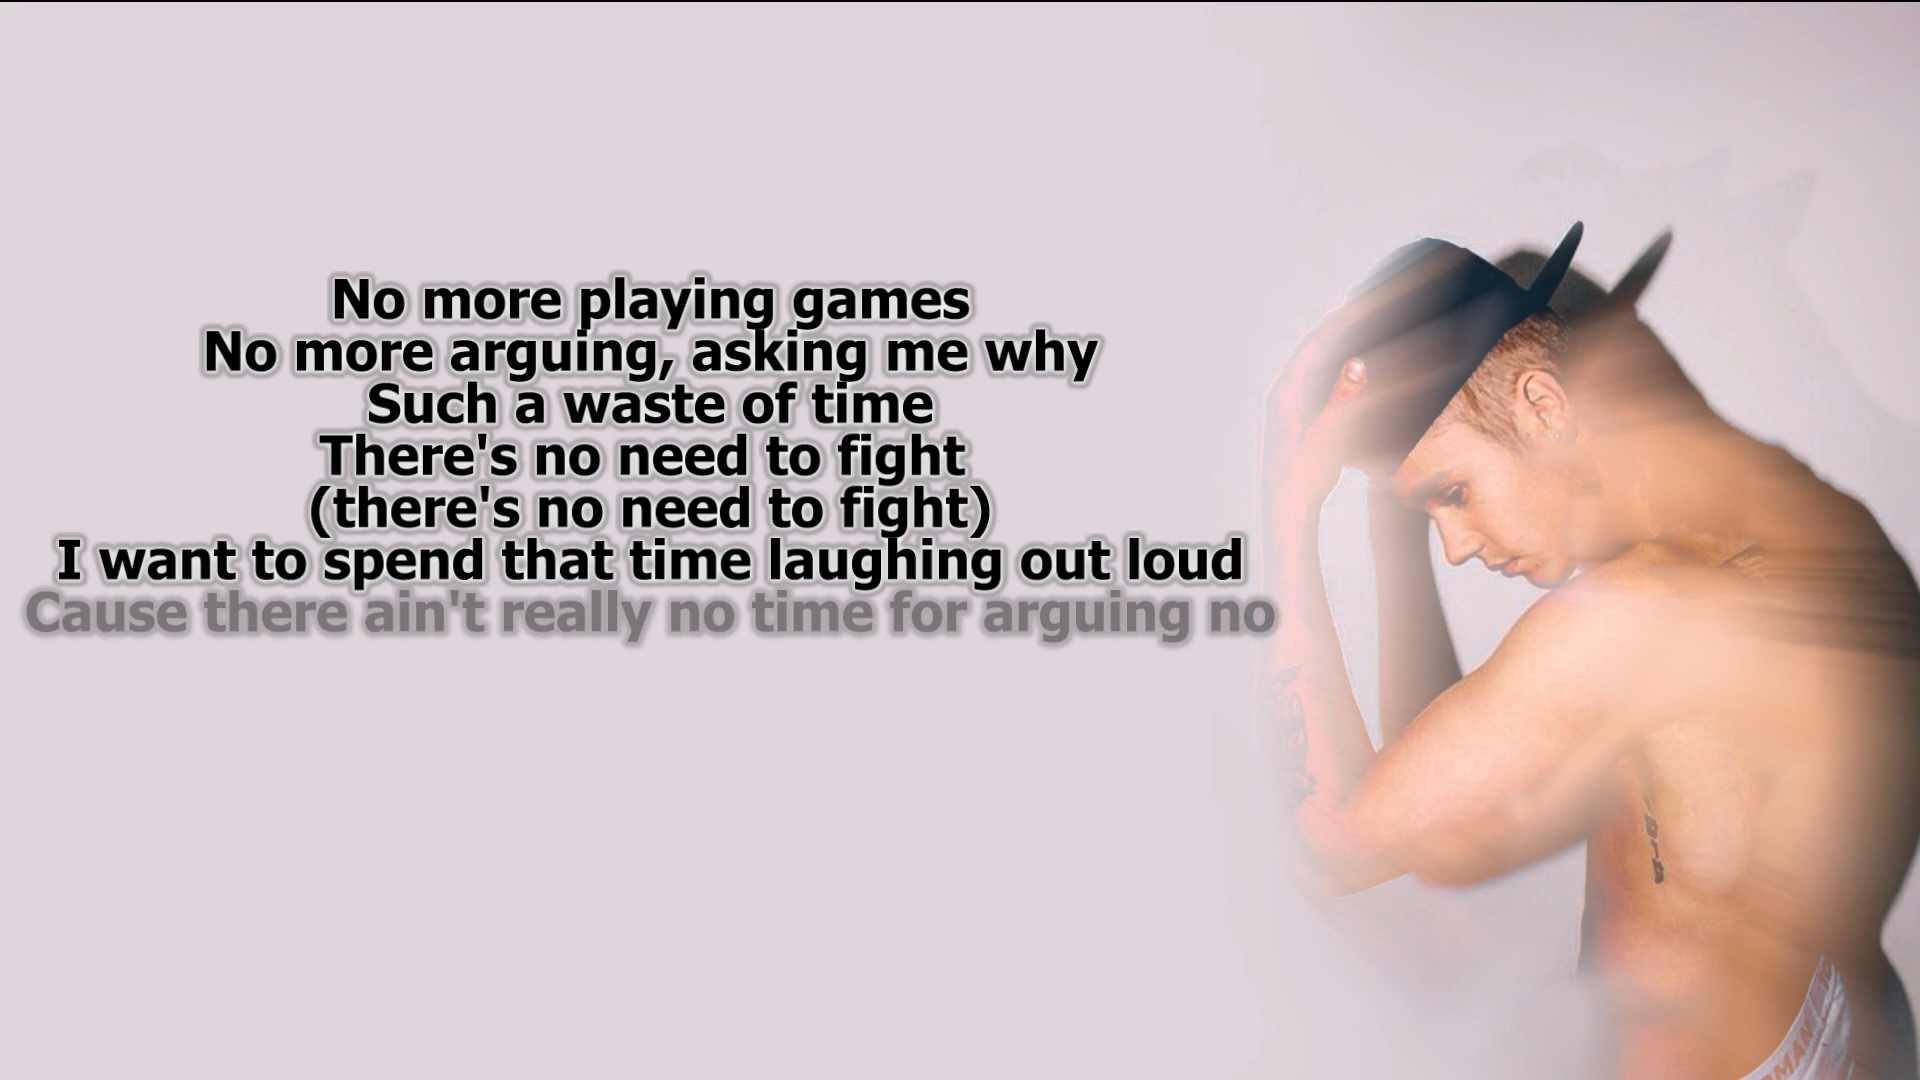 No more playing games
No more arguing, asking me why
Such a waste of time
There's no need to fight
(there's no need to fight)
I want to spend that time laughing out loud
Cause there ain't really no time for arguing no